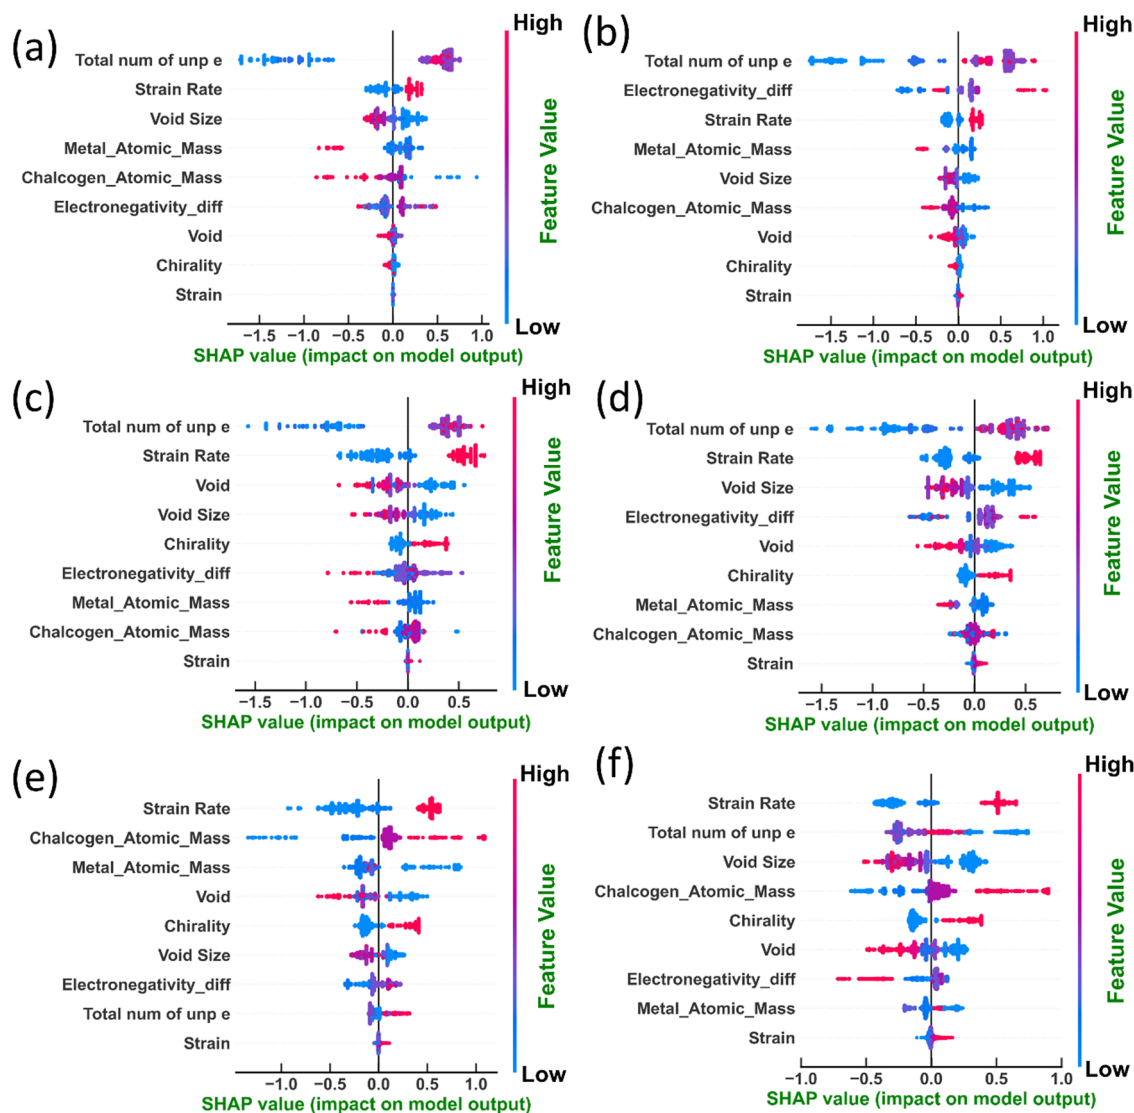 (a)
High
Total num of unp e
Strain Rate
Void Size
Metal_Atomic_Mass
Chalcogen_Atomic_Mass
Electronegativity_diff
Void
Chirality
Strain
Feature Value
Low
−1.5 −1.0 −0.5 0.0 0.5 1.0
SHAP value (impact on model output)
(b)
High
Total num of unp e
Electronegativity_diff
Strain Rate
Metal_Atomic_Mass
Void Size
Chalcogen_Atomic_Mass
Void
Chirality
Strain
Feature Value
Low
−1.5 −1.0 −0.5 0.0 0.5 1.0
SHAP value (impact on model output)
(c)
High
Total num of unp e
Strain Rate
Void
Void Size
Chirality
Electronegativity_diff
Metal_Atomic_Mass
Chalcogen_Atomic_Mass
Strain
Feature Value
Low
−1.5 −1.0 −0.5 0.0 0.5
SHAP value (impact on model output)
(d)
High
Total num of unp e
Strain Rate
Void Size
Electronegativity_diff
Void
Chirality
Metal_Atomic_Mass
Chalcogen_Atomic_Mass
Strain
Feature Value
Low
−1.5 −1.0 −0.5 0.0 0.5
SHAP value (impact on model output)
(e)
High
Strain Rate
Chalcogen_Atomic_Mass
Metal_Atomic_Mass
Void
Chirality
Void Size
Electronegativity_diff
Total num of unp e
Strain
Feature Value
Low
−1.0 −0.5 0.0 0.5 1.0
SHAP value (impact on model output)
(f)
High
Strain Rate
Total num of unp e
Void Size
Chalcogen_Atomic_Mass
Chirality
Void
Electronegativity_diff
Metal_Atomic_Mass
Strain
Feature Value
Low
−1.0 −0.5 0.0 0.5 1.0
SHAP value (impact on model output)